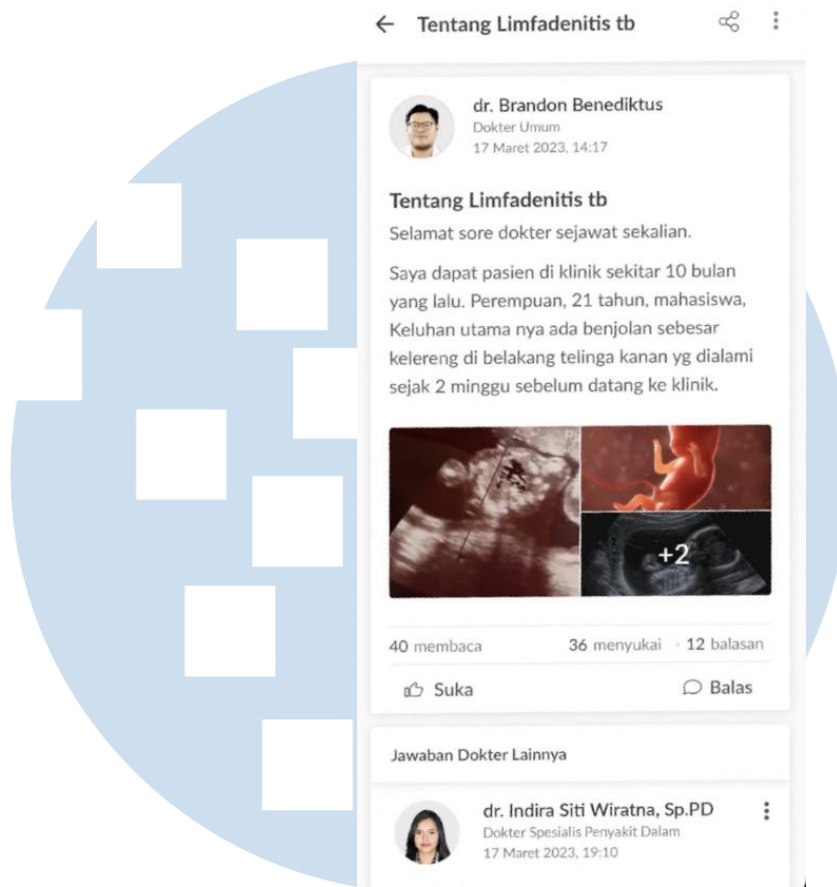 Tentang Limfadenitis tb
dr. Brandon Benediktus
Dokter Umum
17 Maret 2023, 14:17
Tentang Limfadenitis tb
Selamat sore dokter sejawat sekalian.
Saya dapat pasien di klinik sekitar 10 bulan
yang lalu. Perempuan, 21 tahun, mahasiswa,
Keluhan utama nya ada benjolan sebesar
kelereng di belakang telinga kanan yg dialami
sejak 2 minggu sebelum datang ke klinik.
+2
40 membaca 36 menyukai · 12 balasan
Suka Balas
Jawaban Dokter Lainnya
dr. Indira Siti Wiratna, Sp.PD
Dokter Spesialis Penyakit Dalam
17 Maret 2023, 19:10